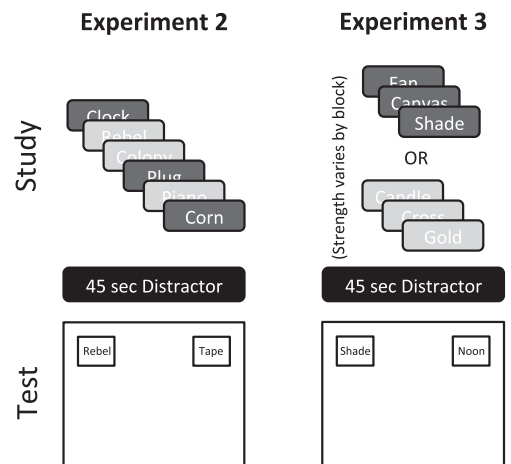 Experiment 2
Experiment 3
Study
Clock
Rebel
Colony
Plug
Piano
Corn
(Strength varies by block)
Fan
Canvas
Shade
OR
Candle
Cross
Gold
45 sec Distractor
45 sec Distractor
Test
Rebel
Tape
Shade
Noon